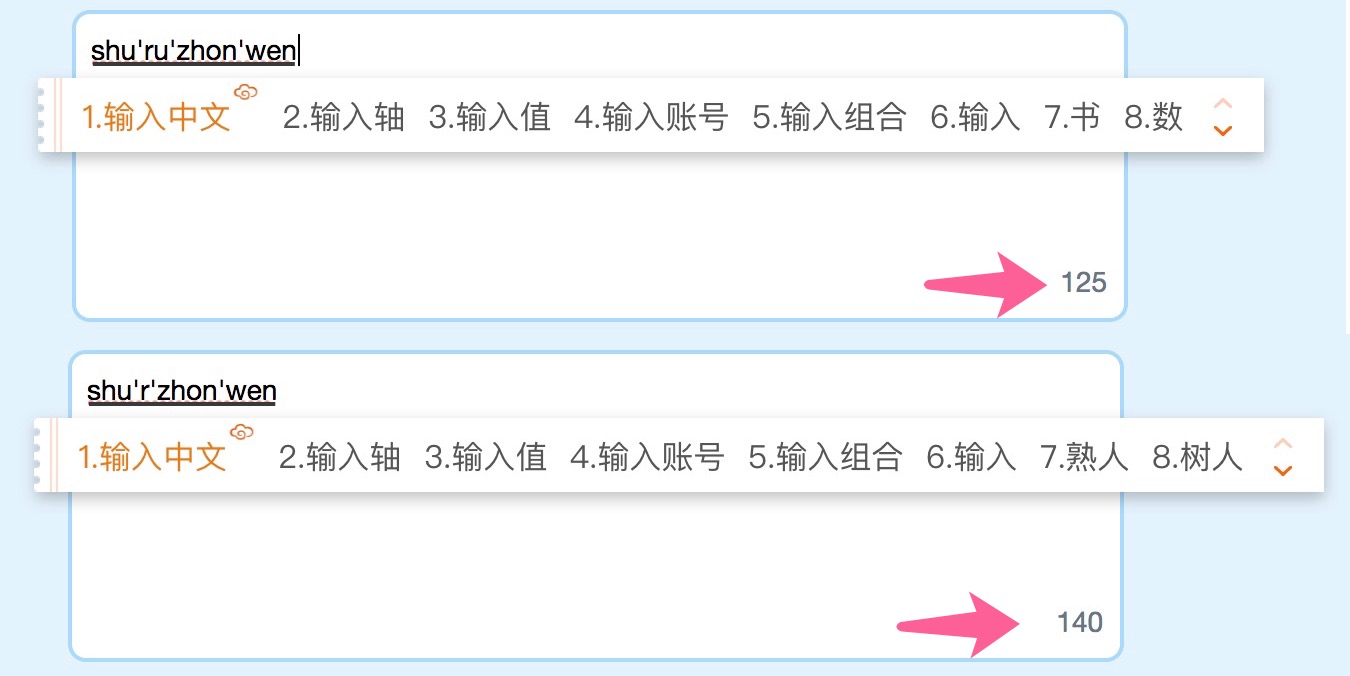 shu'ru'zhon'wen
1.输入中文 2.输入轴 3.输入值 4.输入账号 5.输入组合 6.输入 7.书 8.数
125
shu'r'zhon'wen
1.输入中文 2.输入轴 3.输入值 4.输入账号 5.输入组合 6.输入 7.熟人 8.树人
140